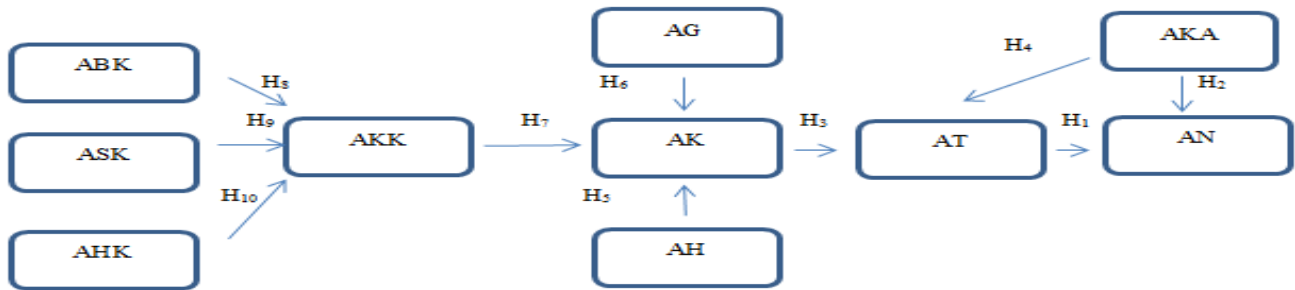 ABK
ASK
AHK
H₈
H₉
H₁₀
AKK
H₇
AG
H₆
AK
H₅
AH
H₃
AT
H₄
AKA
H₂
H₁
AN